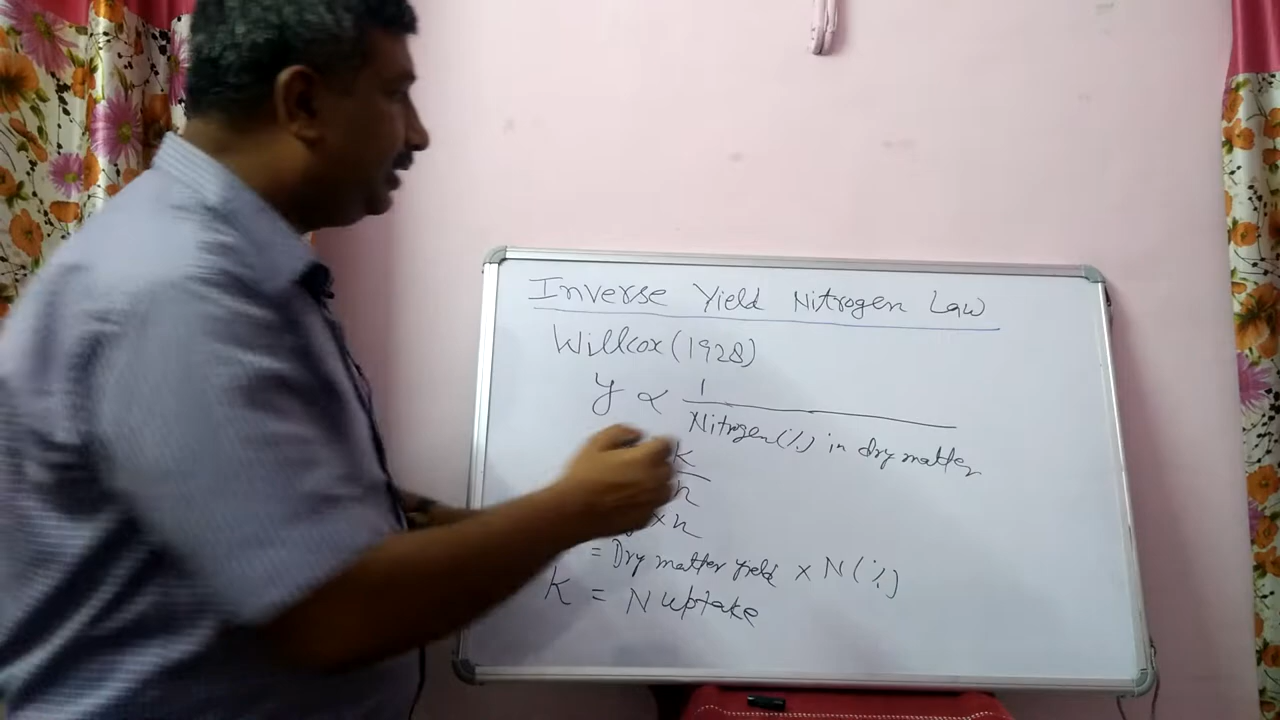 Inverse Yield Nitrogen Law
Willcox (1928)
y ∝ 1
Nitrogen (%) in dry matter
k
n
× n
= Dry matter yield × N (%)
K = N uptake